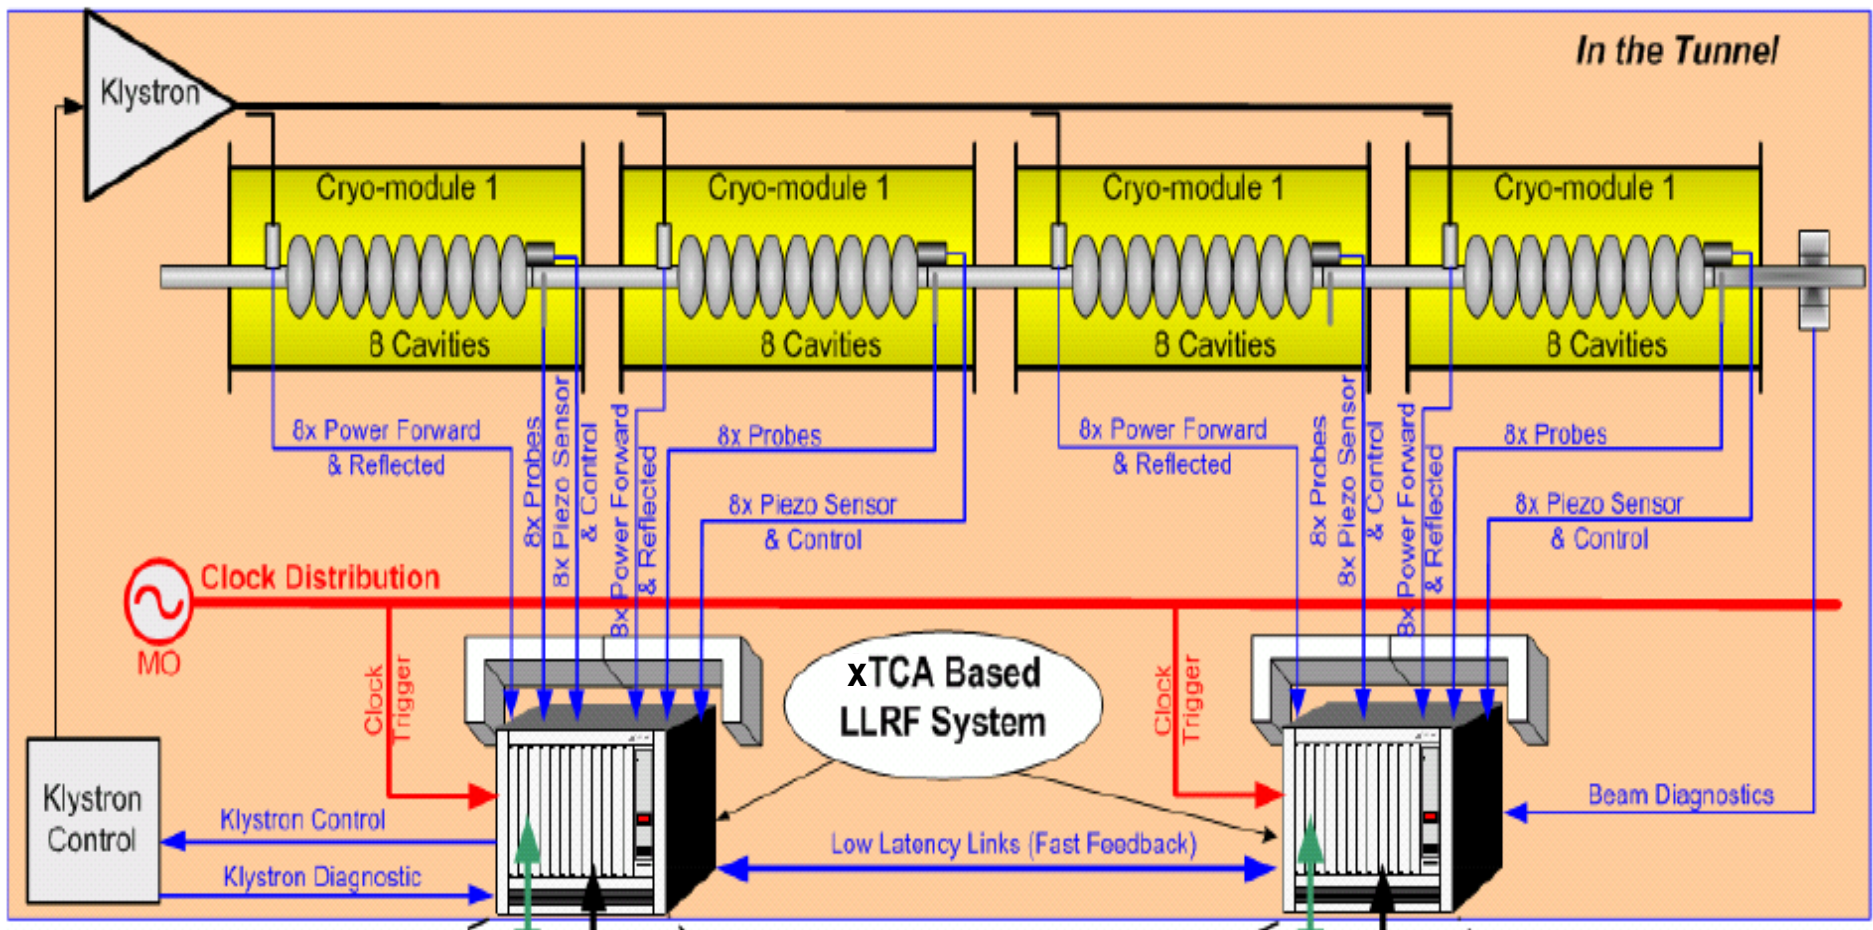 In the Tunnel
Klystron
Cryo-module 1
Cryo-module 1
Cryo-module 1
Cryo-module 1
8 Cavities
8 Cavities
8 Cavities
8 Cavities
8x Power Forward
& Reflected
8x Probes
8x Piezo Sensor
& Control
8x Power Forward
& Reflected
8x Probes
8x Piezo Sensor
& Control
8x Power Forward
& Reflected
8x Probes
8x Piezo Sensor
& Control
8x Power Forward
& Reflected
8x Probes
8x Piezo Sensor
& Control
Clock Distribution
MO
Clock
Trigger
xTCA Based
LLRF System
Clock
Trigger
Klystron
Control
Klystron Control
Klystron Diagnostic
Low Latency Links (Fast Feedback)
Beam Diagnostics